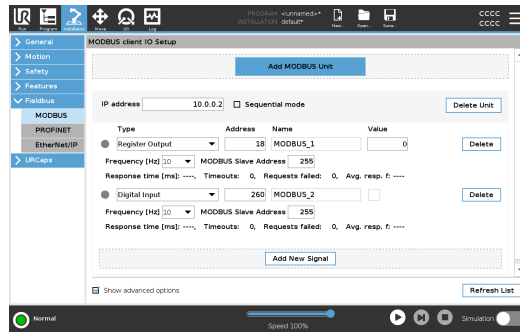 PROGRAM <unnamed>*
INSTALLATION default*
CCCC
CCCC
Run Program Installation Move I/O Log New... Open... Save...
General
Motion
Safety
Features
Fieldbus
MODBUS
PROFINET
EtherNet/IP
URCaps
MODBUS client IO Setup
Add MODBUS Unit
IP address 10.0.0.2 Sequential mode Delete Unit
Type Address Name Value
Register Output 18 MODBUS_1 0 Delete
Frequency [Hz] 10 MODBUS Slave Address 255
Response time [ms]: ----, Timeouts: 0, Requests failed: 0, Avg. resp. f: ----
Digital Input 260 MODBUS_2 Delete
Frequency [Hz] 10 MODBUS Slave Address 255
Response time [ms]: ----, Timeouts: 0, Requests failed: 0, Avg. resp. f: ----
Add New Signal
Show advanced options Refresh List
Normal Speed 100% Simulation